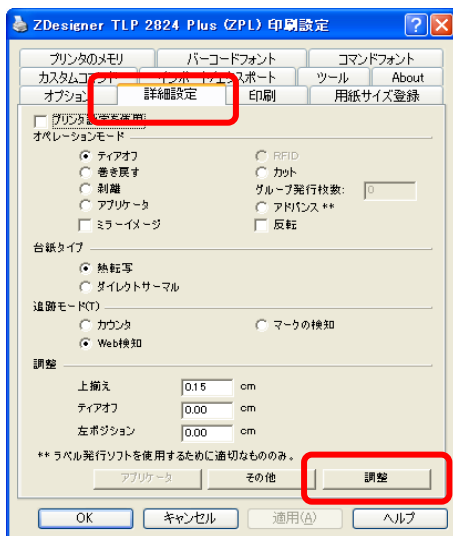 ZDesigner TLP 2824 Plus (ZPL) 印刷設定
プリンタのメモリ バーコードフォント コマンドフォント
カスタムコマンド インポート/エクスポート ツール About
オプション 詳細設定 印刷 用紙サイズ登録
プリンタ設定を使用
オペレーションモード
ティアオフ RFID
巻き戻す カット
剥離 グループ発行枚数: 0
アプリケータ アドバンス **
ミラーイメージ 反転
台紙タイプ
熱転写
ダイレクトサーマル
追跡モード(T)
カウンタ マークの検知
Web検知
調整
上揃え 0.15 cm
ティアオフ 0.00 cm
左ポジション 0.00 cm
** ラベル発行ソフトを使用するために適切なもののみ。
アプリケータ その他 調整
OK キャンセル 適用(A) ヘルプ